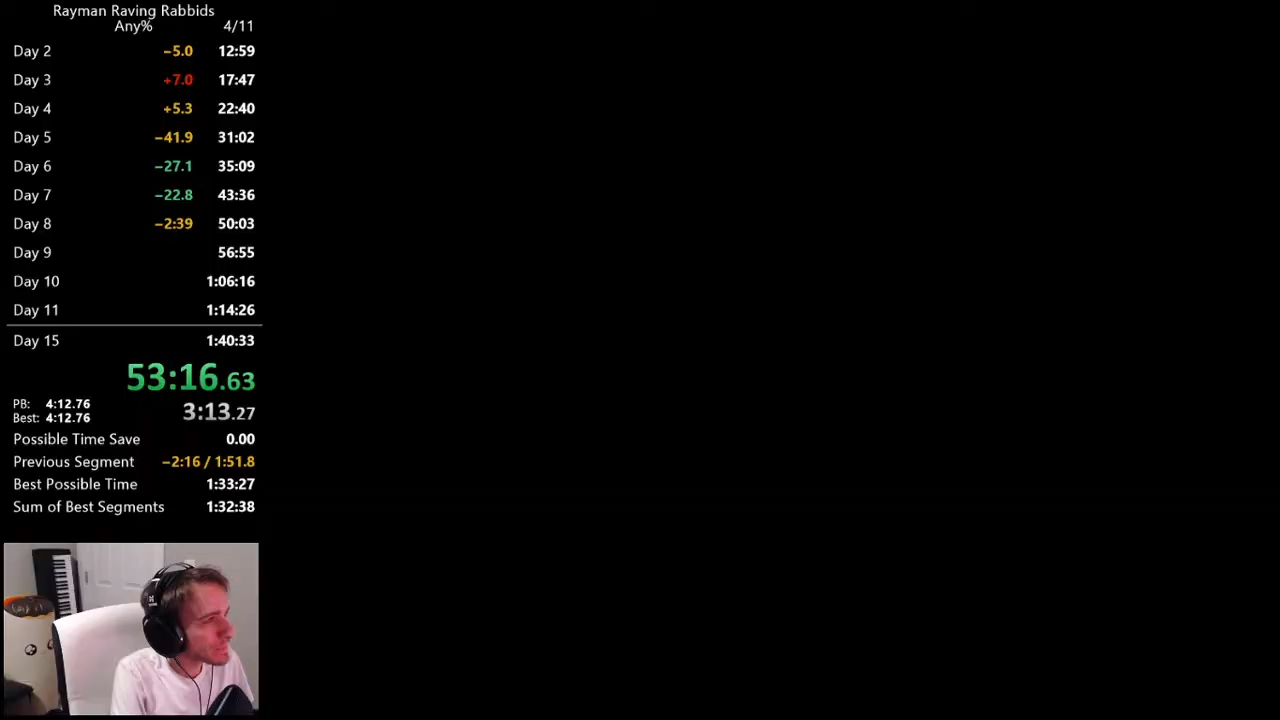 Rayman Raving Rabbids
Any% 4/11
Day 2 −5.0 12:59
Day 3 +7.0 17:47
Day 4 +5.3 22:40
Day 5 −41.9 31:02
Day 6 −27.1 35:09
Day 7 −22.8 43:36
Day 8 −2:39 50:03
Day 9 56:55
Day 10 1:06:16
Day 11 1:14:26
Day 15 1:40:33
53:16.63
PB: 4:12.76
Best: 4:12.76
3:13.27
Possible Time Save 0.00
Previous Segment −2:16 / 1:51.8
Best Possible Time 1:33:27
Sum of Best Segments 1:32:38